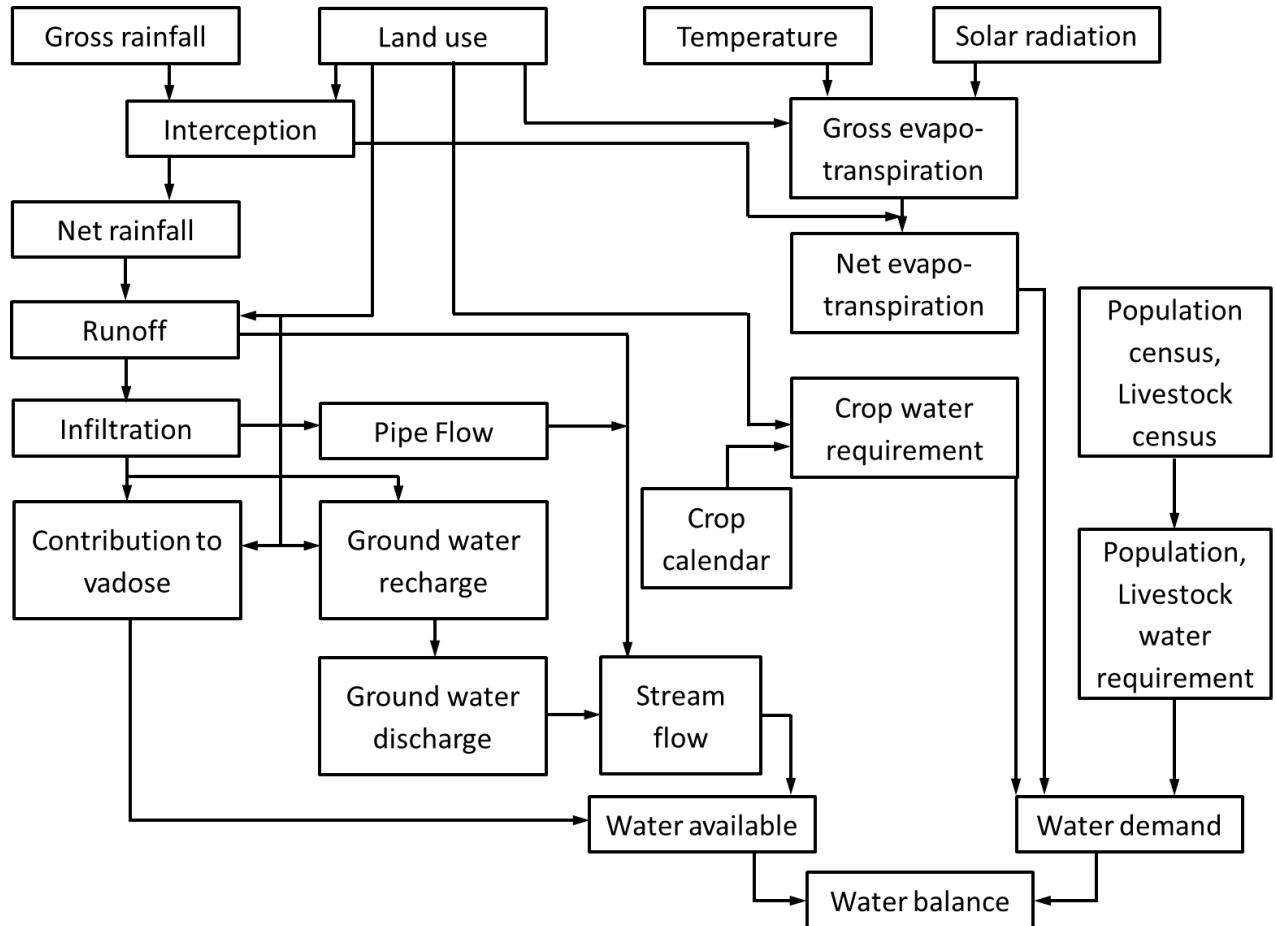 Gross rainfall
Land use
Temperature
Solar radiation
Interception
Gross evapo-
transpiration
Net rainfall
Net evapo-
transpiration
Population
census,
Livestock
census
Runoff
Infiltration
Pipe Flow
Crop water
requirement
Crop
calendar
Contribution to
vadose
Ground water
recharge
Population,
Livestock
water
requirement
Ground water
discharge
Stream
flow
Water available
Water demand
Water balance